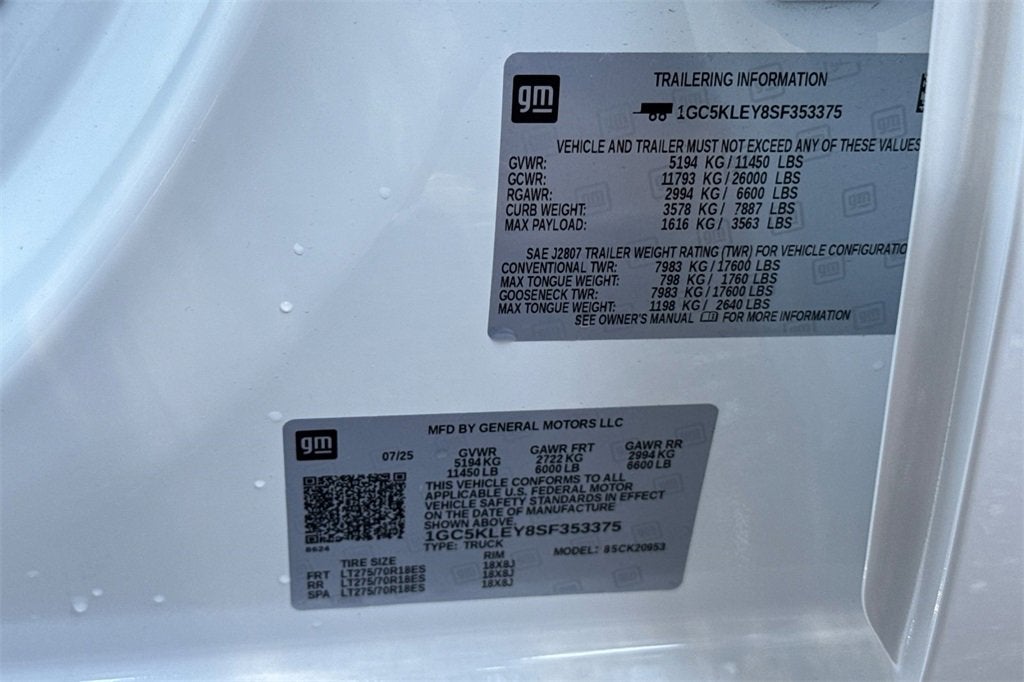 gm
TRAILERING INFORMATION
1GC5KLEY8SF353375
VEHICLE AND TRAILER MUST NOT EXCEED ANY OF THESE VALUES
GVWR: 5194 KG / 11450 LBS
GCWR: 11793 KG / 26000 LBS
RGAWR: 2994 KG / 6600 LBS
CURB WEIGHT: 3578 KG / 7887 LBS
MAX PAYLOAD: 1616 KG / 3563 LBS
SAE J2807 TRAILER WEIGHT RATING (TWR) FOR VEHICLE CONFIGURATIO
CONVENTIONAL TWR: 7983 KG / 17600 LBS
MAX TONGUE WEIGHT: 798 KG / 1760 LBS
GOOSENECK TWR: 7983 KG / 17600 LBS
MAX TONGUE WEIGHT: 1198 KG / 2640 LBS
SEE OWNER'S MANUAL FOR MORE INFORMATION
gm
MFD BY GENERAL MOTORS LLC
07/25 GVWR GAWR FRT GAWR RR
5194 KG 2722 KG 2994 KG
11450 LB 6000 LB 6600 LB
THIS VEHICLE CONFORMS TO ALL
APPLICABLE U.S. FEDERAL MOTOR
VEHICLE SAFETY STANDARDS IN EFFECT
ON THE DATE OF MANUFACTURE
SHOWN ABOVE.
1GC5KLEY8SF353375
8624 TYPE: TRUCK MODEL: 85CK20953
TIRE SIZE RIM
FRT LT275/70R18ES 18X8J
RR LT275/70R18ES 18X8J
SPA LT275/70R18ES 18X8J